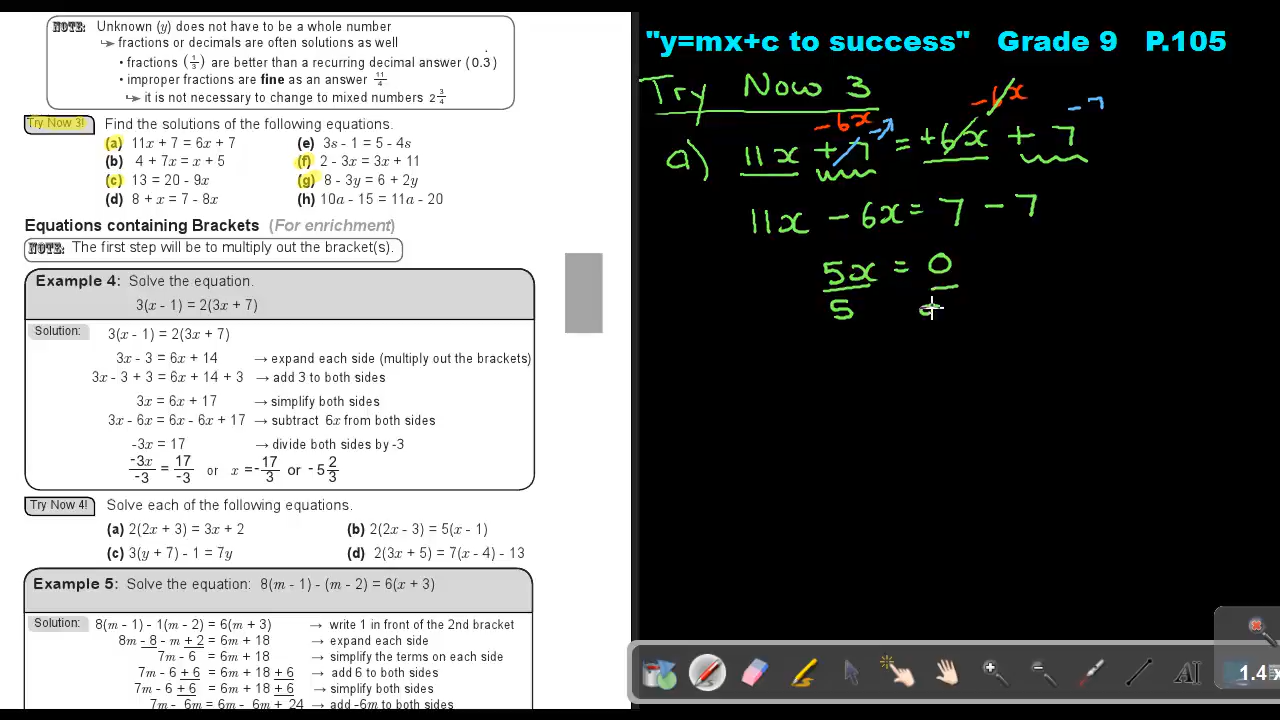 NOTE: Unknown (y) does not have to be a whole number
↳ fractions or decimals are often solutions as well
• fractions (1/3) are better than a recurring decimal answer (0.3̇)
• improper fractions are fine as an answer 11/4
↳ it is not necessary to change to mixed numbers 2 3/4
Try Now 3! Find the solutions of the following equations.
(a) 11x + 7 = 6x + 7 (e) 3s - 1 = 5 - 4s
(b) 4 + 7x = x + 5 (f) 2 - 3x = 3x + 11
(c) 13 = 20 - 9x (g) 8 - 3y = 6 + 2y
(d) 8 + x = 7 - 8x (h) 10a - 15 = 11a - 20
Equations containing Brackets (For enrichment)
NOTE: The first step will be to multiply out the bracket(s).
Example 4: Solve the equation.
3(x - 1) = 2(3x + 7)
Solution: 3(x - 1) = 2(3x + 7)
3x - 3 = 6x + 14 → expand each side (multiply out the brackets)
3x - 3 + 3 = 6x + 14 + 3 → add 3 to both sides
3x = 6x + 17 → simplify both sides
3x - 6x = 6x - 6x + 17 → subtract 6x from both sides
-3x = 17 → divide both sides by -3
-3x/-3 = 17/-3 or x = -17/3 or -5 2/3
Try Now 4! Solve each of the following equations.
(a) 2(2x + 3) = 3x + 2 (b) 2(2x - 3) = 5(x - 1)
(c) 3(y + 7) - 1 = 7y (d) 2(3x + 5) = 7(x - 4) - 13
Example 5: Solve the equation: 8(m - 1) - (m - 2) = 6(x + 3)
Solution: 8(m - 1) - 1(m - 2) = 6(m + 3) → write 1 in front of the 2nd bracket
8m - 8 - m + 2 = 6m + 18 → expand each side
7m - 6 = 6m + 18 → simplify the terms on each side
7m - 6 + 6 = 6m + 18 + 6 → add 6 to both sides
7m - 6 + 6 = 6m + 18 + 6 → simplify both sides
7m - 6m = 6m - 6m + 24 → add -6m to both sides
"y=mx+c to success" Grade 9 P.105
Try Now 3
-6x -7 -6x -7
a) 11x + 7 = +6x + 7
11x - 6x = 7 - 7
5x = 0
5
AI
1.4 x